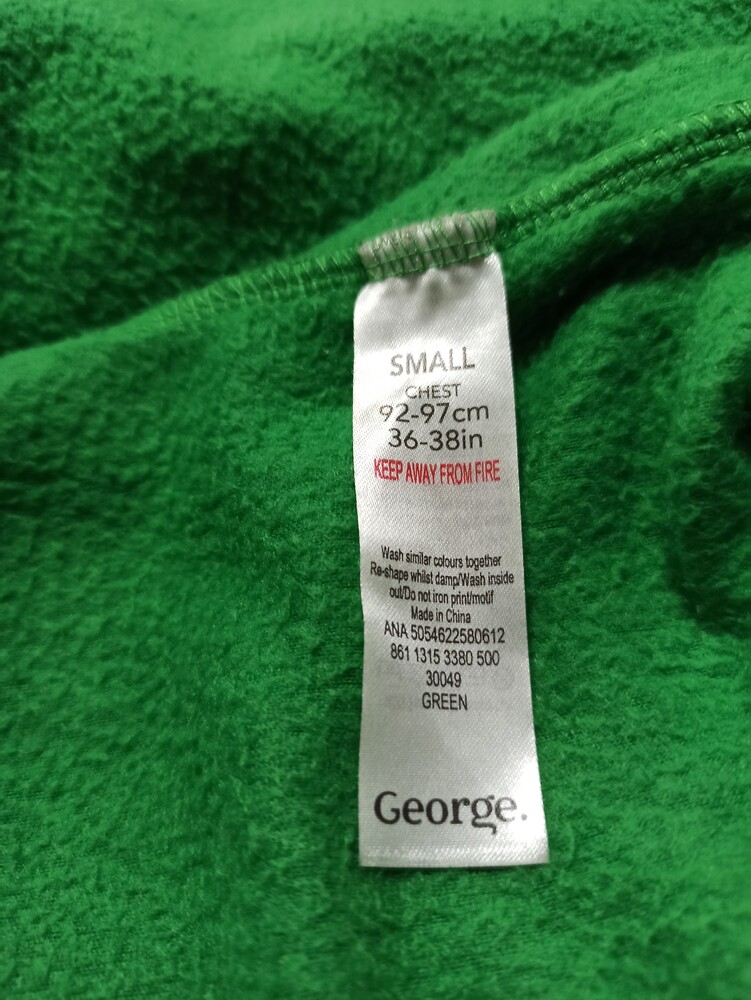 SMALL
CHEST
92-97cm
36-38in
KEEP AWAY FROM FIRE
Wash similar colours together
Re-shape whilst damp/Wash inside
out/Do not iron print/motif
Made in China
ANA 5054622580612
861 1315 3380 500
30049
GREEN
George.